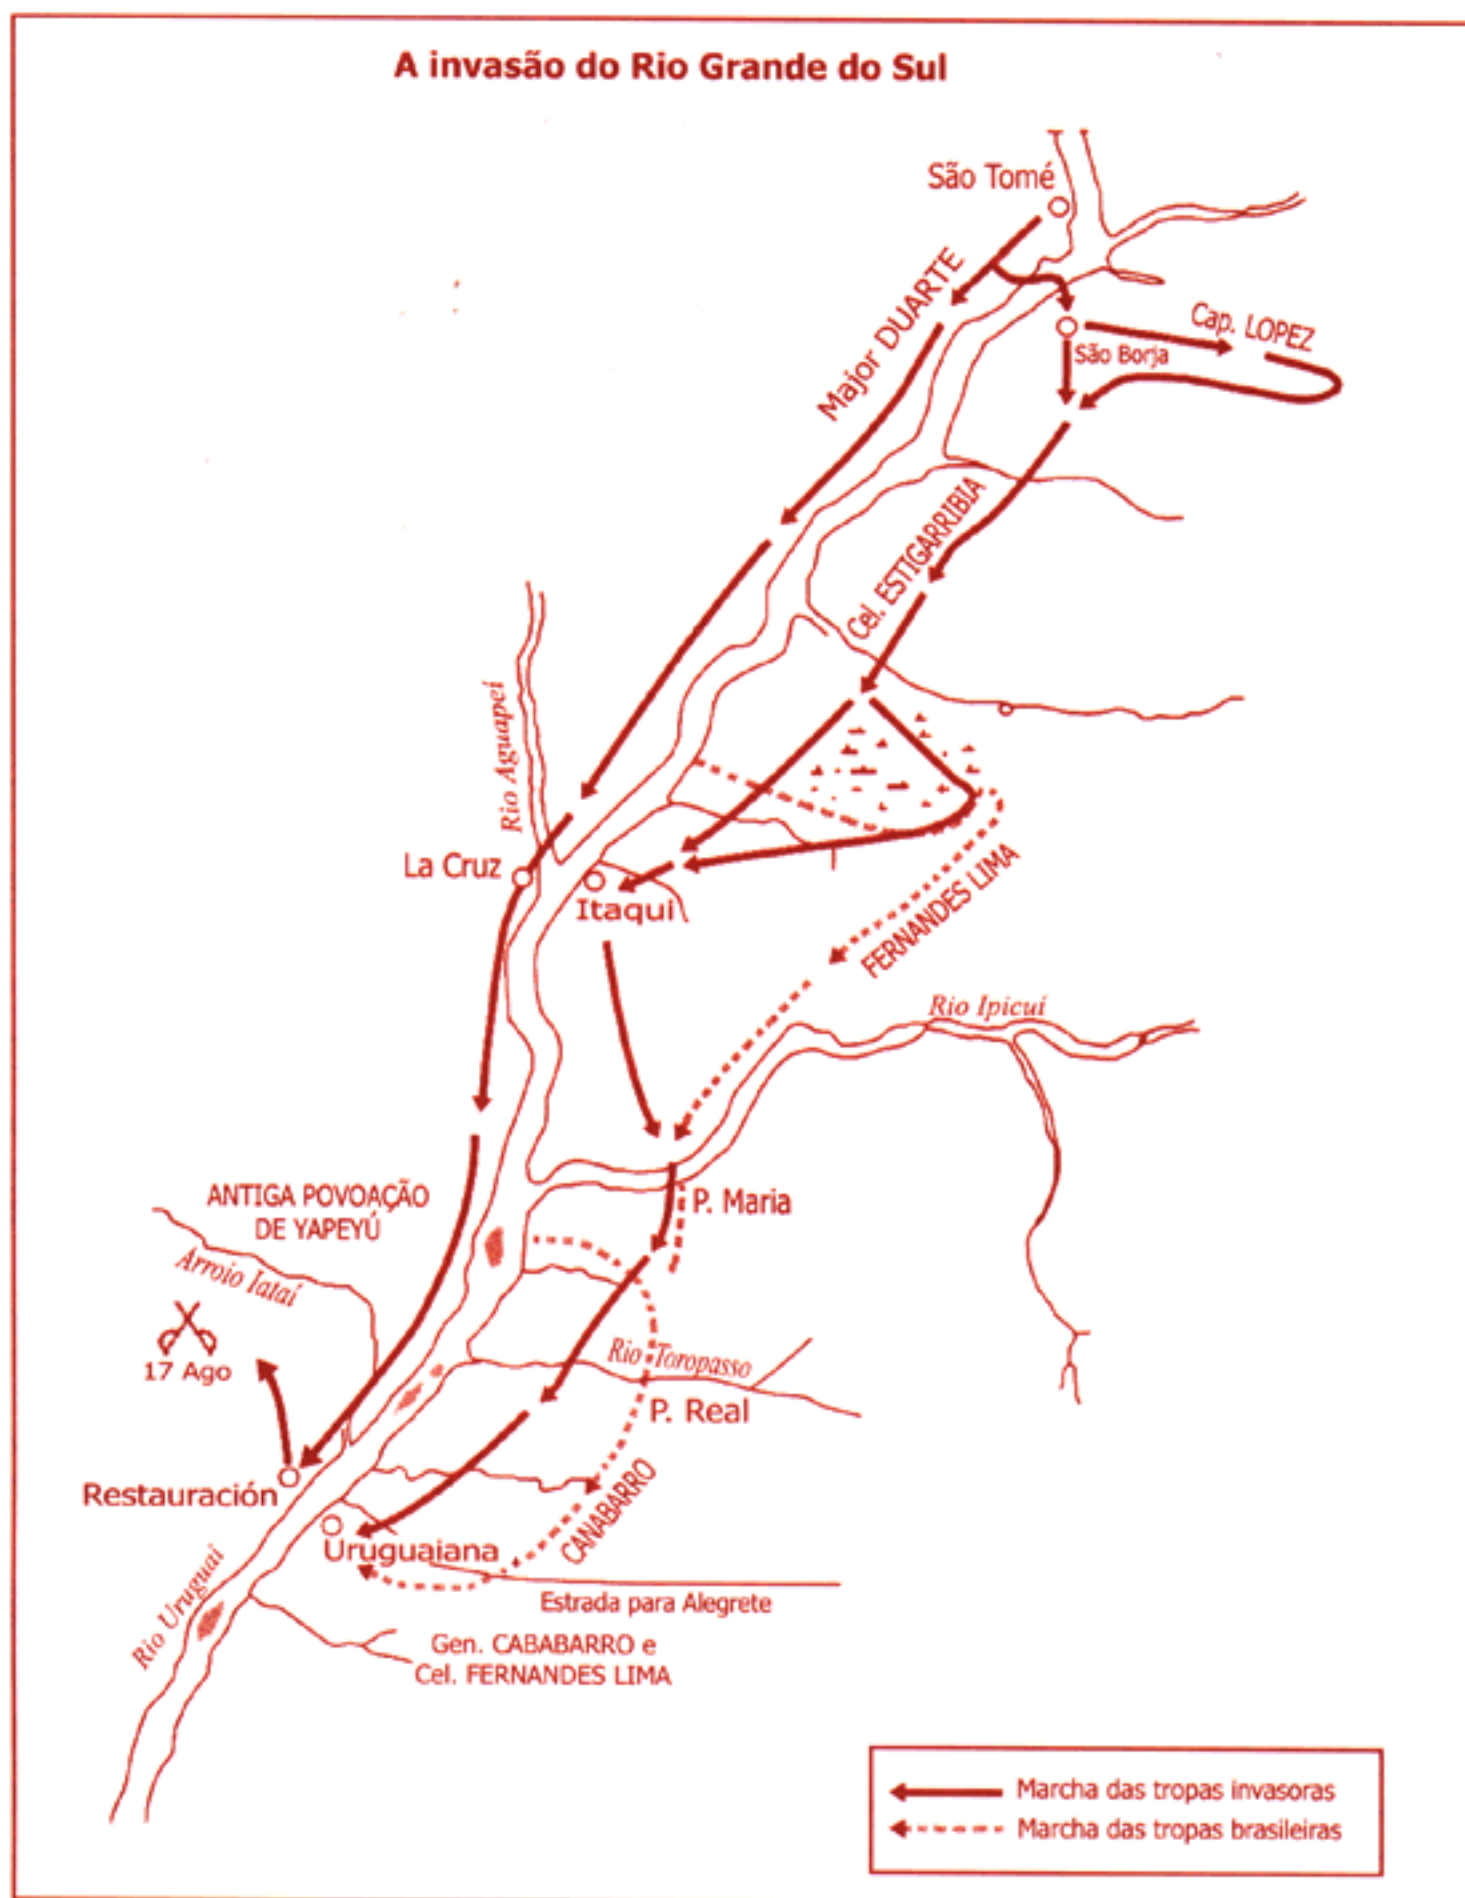 A invasão do Rio Grande do Sul
São Tomé
Major DUARTE
Cap. LOPEZ
São Borja
Cel. ESTIGARRIBIA
Rio Aguapeí
La Cruz
Itaqui
FERNANDES LIMA
Rio Ipicuí
P. Maria
ANTIGA POVOAÇÃO
DE YAPEYÚ
Arroio Iataí
17 Ago
Rio Toropasso
P. Real
Restauración
CANABARRO
Uruguaiana
Estrada para Alegrete
Rio Uruguai
Gen. CABABARRO e
Cel. FERNANDES LIMA
Marcha das tropas invasoras
Marcha das tropas brasileiras